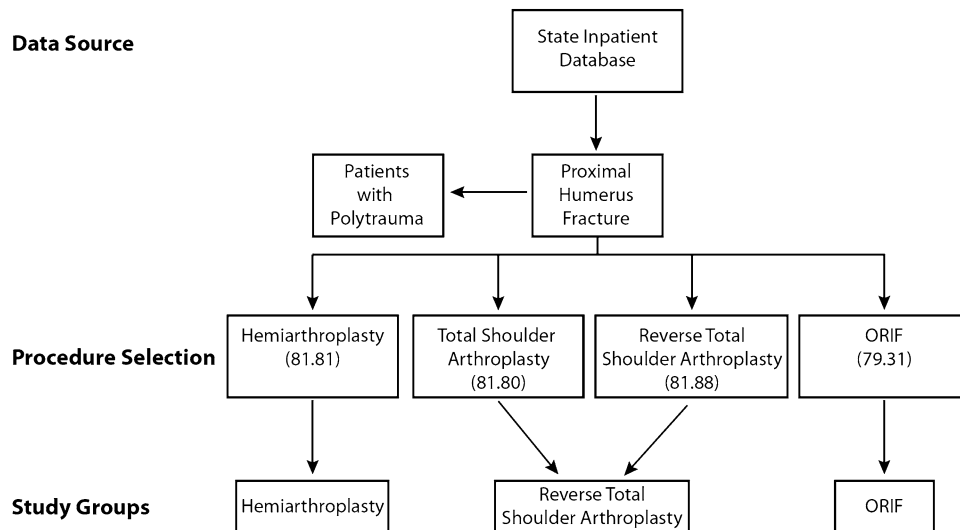 Data Source
State Inpatient
Database
Patients
with
Polytrauma
Proximal
Humerus
Fracture
Procedure Selection
Hemiarthroplasty
(81.81)
Total Shoulder
Arthroplasty
(81.80)
Reverse Total
Shoulder Arthroplasty
(81.88)
ORIF
(79.31)
Study Groups
Hemiarthroplasty
Reverse Total
Shoulder Arthroplasty
ORIF